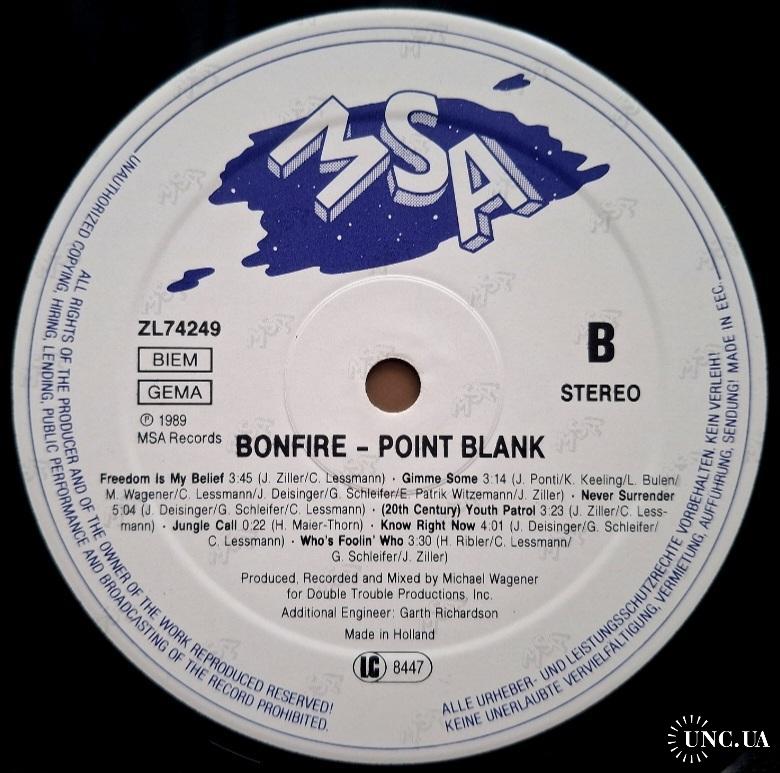 MSA
ZL74249
BIEM
GEMA
℗ 1989
MSA Records
B
STEREO
BONFIRE – POINT BLANK
Freedom Is My Belief 3:45 (J. Ziller/C. Lessmann) · Gimme Some 3:14 (J. Ponti/K. Keeling/L. Bulen/
M. Wagener/C. Lessmann/J. Deisinger/G. Schleifer/E. Patrik Witzemann/J. Ziller) · Never Surrender
5:04 (J. Deisinger/G. Schleifer/C. Lessmann) · (20th Century) Youth Patrol 3:23 (J. Ziller/C. Less-
mann) · Jungle Call 0:22 (H. Maier-Thorn) · Know Right Now 4:01 (J. Deisinger/G. Schleifer/
C. Lessmann) · Who's Foolin' Who 3:30 (H. Ribler/C. Lessmann/
G. Schleifer/J. Ziller)
Produced, Recorded and Mixed by Michael Wagener
for Double Trouble Productions, Inc.
Additional Engineer: Garth Richardson
Made in Holland
LC 8447
ALL RIGHTS OF THE PRODUCER AND OF THE OWNER OF THE WORK REPRODUCED RESERVED!
UNAUTHORIZED COPYING, HIRING, LENDING, PUBLIC PERFORMANCE AND BROADCASTING OF THE RECORD PROHIBITED.
ALLE URHEBER- UND LEISTUNGSSCHUTZRECHTE VORBEHALTEN, KEIN VERLEIH!
KEINE UNERLAUBTE VERVIELFÄLTIGUNG, VERMIETUNG, AUFFÜHRUNG, SENDUNG! MADE IN EEC.
UNC.UA